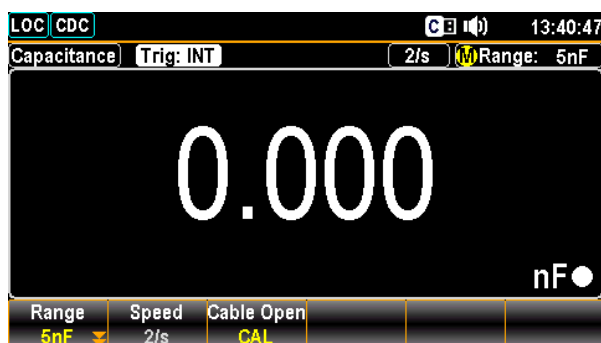 LOC CDC C 13:40:47
Capacitance Trig: INT 2/s M Range: 5nF
0.000
nF
Range Speed Cable Open
5nF 2/s CAL